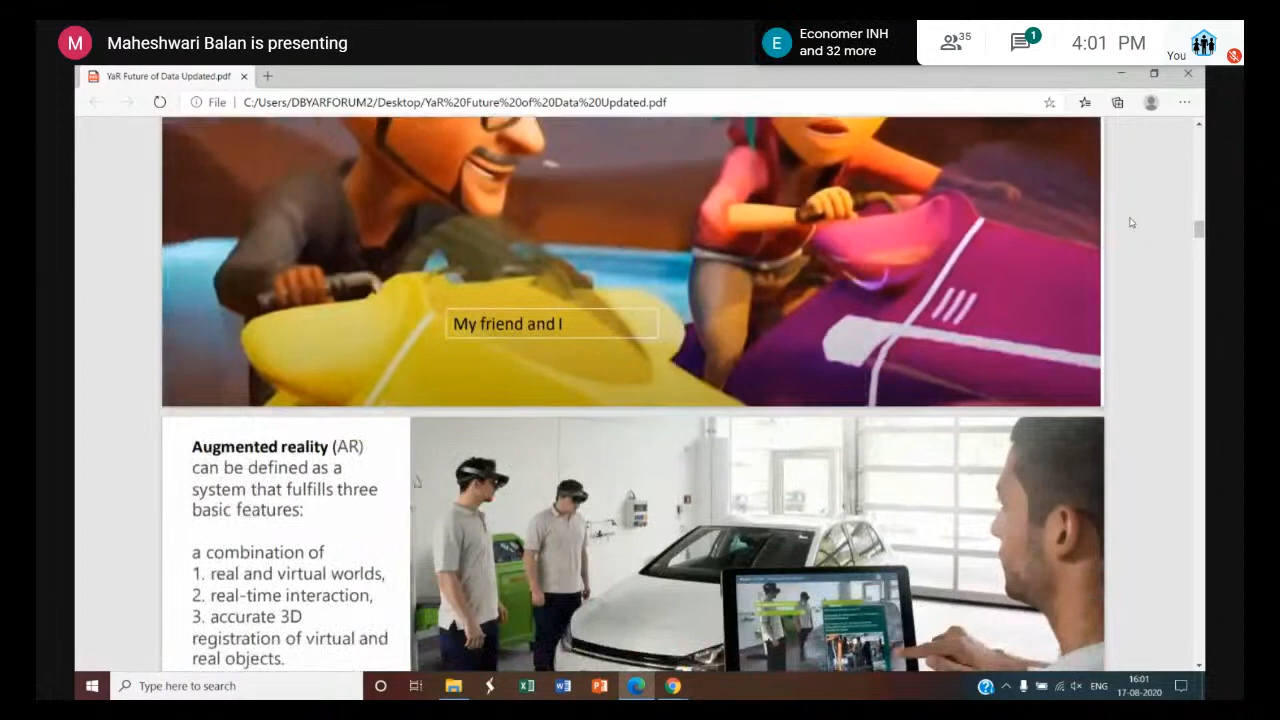 M Maheshwari Balan is presenting
E Economer INH
and 32 more
35
1
4:01 PM
You
YaR Future of Data Updated.pdf
File C:/Users/DBYARFORUM2/Desktop/YaR%20Future%20of%20Data%20Updated.pdf
My friend and I
Augmented reality (AR)
can be defined as a
system that fulfills three
basic features:
a combination of
1. real and virtual worlds,
2. real-time interaction,
3. accurate 3D
registration of virtual and
real objects.
Type here to search
ENG
16:01
17-08-2020